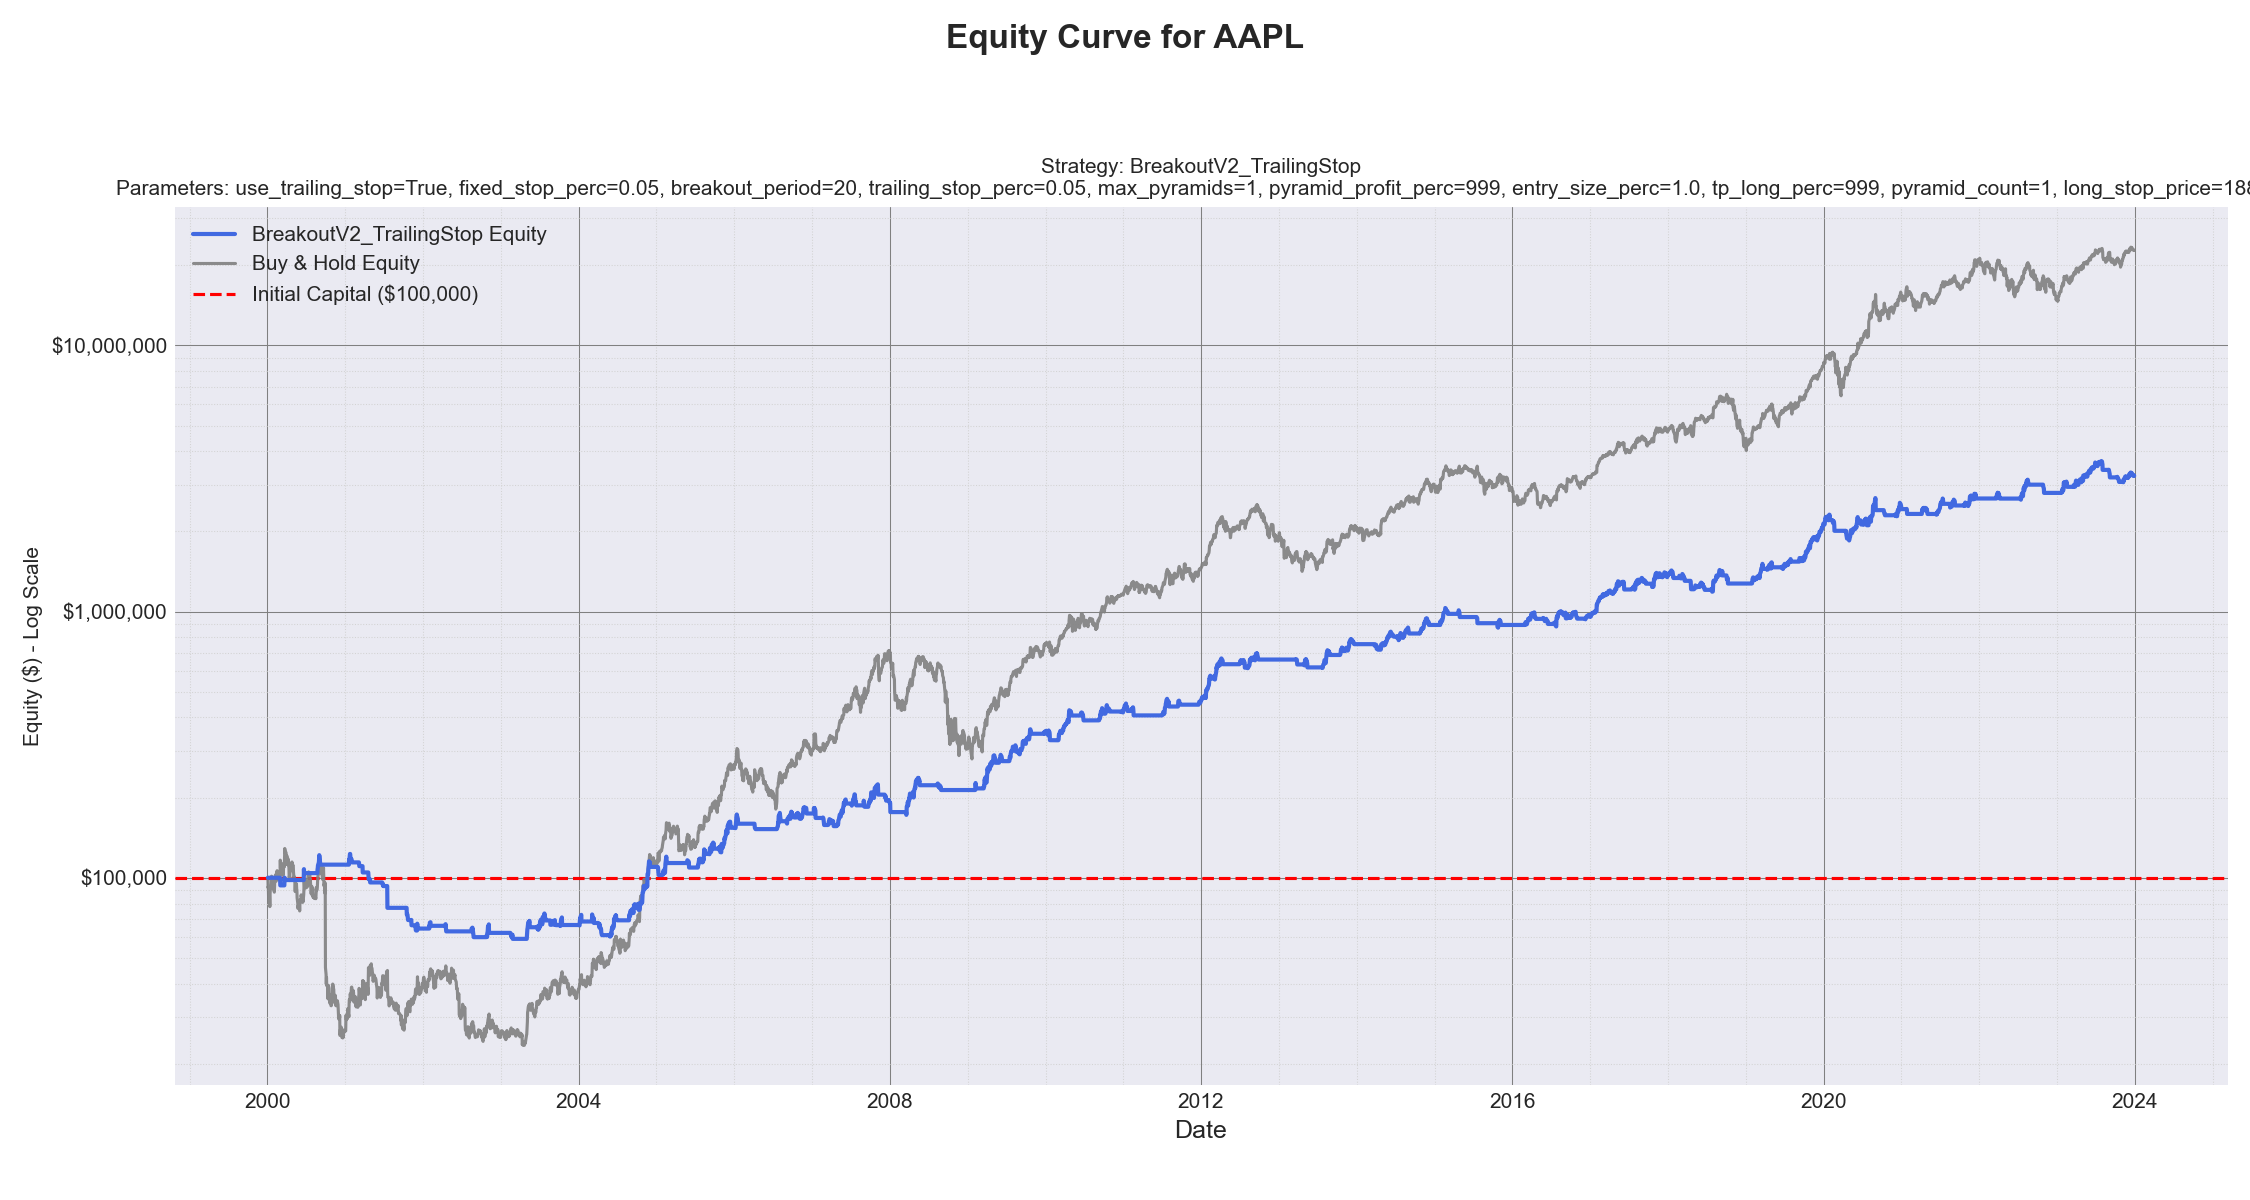 Equity Curve for AAPL
Strategy: BreakoutV2_TrailingStop
Parameters: use_trailing_stop=True, fixed_stop_perc=0.05, breakout_period=20, trailing_stop_perc=0.05, max_pyramids=1, pyramid_profit_perc=999, entry_size_perc=1.0, tp_long_perc=999, pyramid_count=1, long_stop_price=188
BreakoutV2_TrailingStop Equity
Buy & Hold Equity
Initial Capital ($100,000)
Equity ($) - Log Scale
$10,000,000
$1,000,000
$100,000
2000 2004 2008 2012 2016 2020 2024
Date